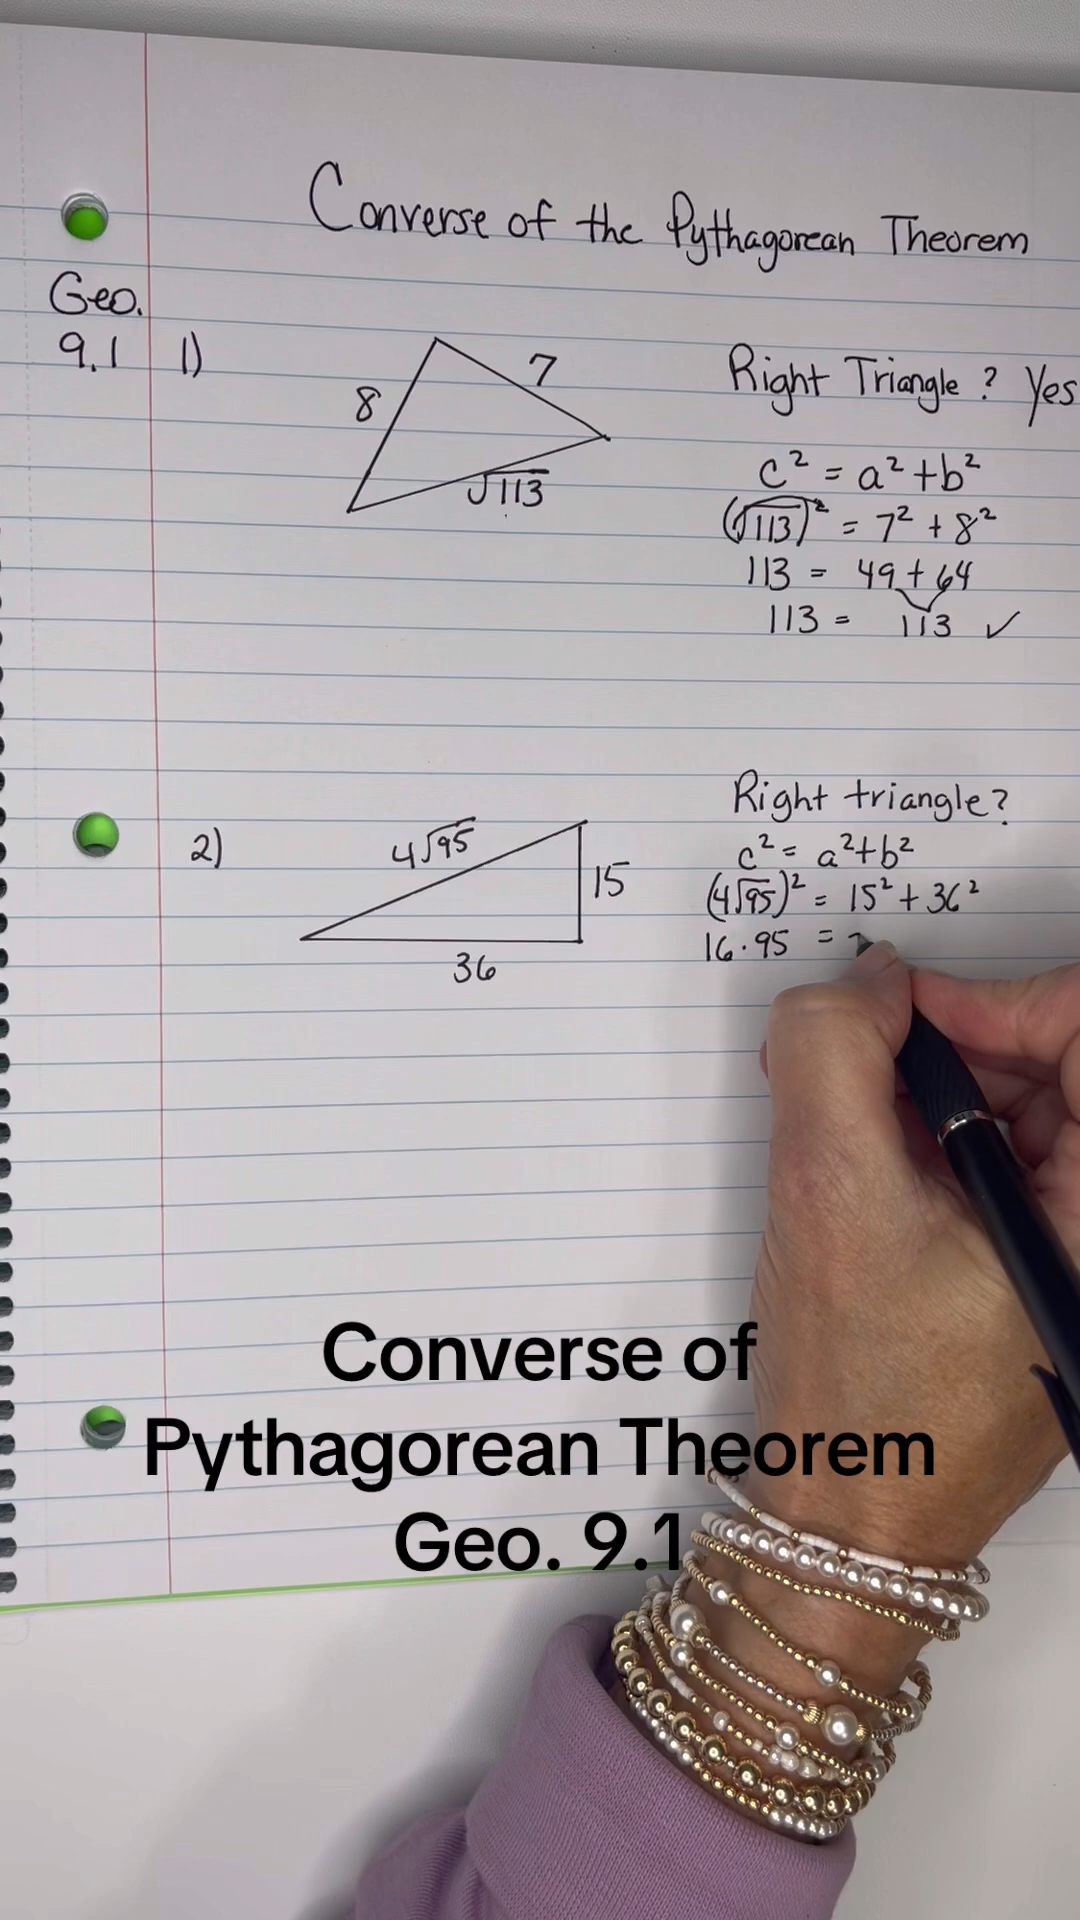 Converse of the Pythagorean Theorem
Geo.
9.1 1)
8
7
√113
Right Triangle? Yes
c² = a² + b²
(√113)² = 7² + 8²
113 = 49 + 64
113 = 113 ✓
2)
4√95
15
36
Right triangle?
c² = a² + b²
(4√95)² = 15² + 36²
16·95 =
Converse of
Pythagorean Theorem
Geo. 9.1